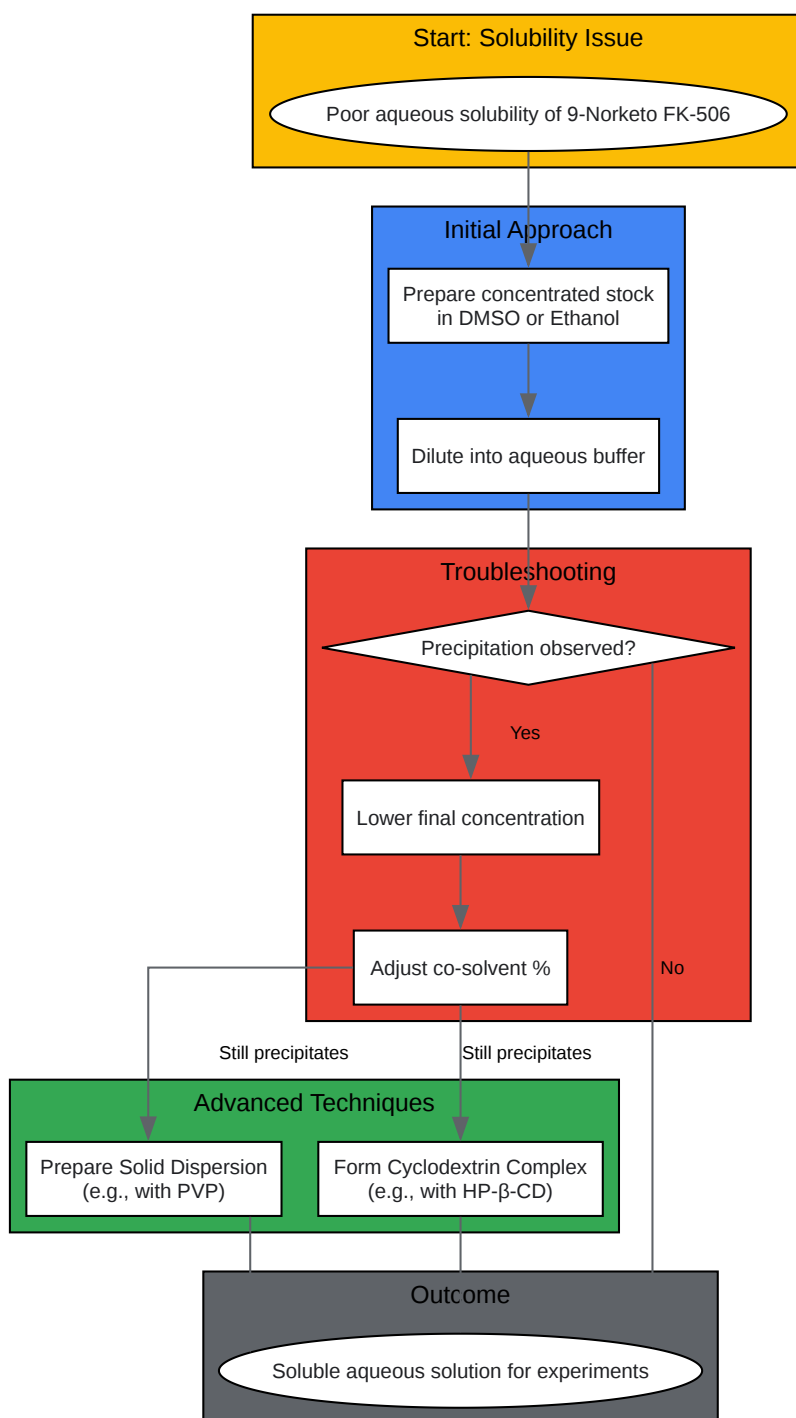 Start: Solubility Issue
Poor aqueous solubility of 9-Norketo FK-506
Initial Approach
Prepare concentrated stock
in DMSO or Ethanol
Dilute into aqueous buffer
Troubleshooting
Precipitation observed?
Yes
Lower final concentration
Adjust co-solvent %
No
Still precipitates
Still precipitates
Advanced Techniques
Prepare Solid Dispersion
(e.g., with PVP)
Form Cyclodextrin Complex
(e.g., with HP-β-CD)
Outcome
Soluble aqueous solution for experiments